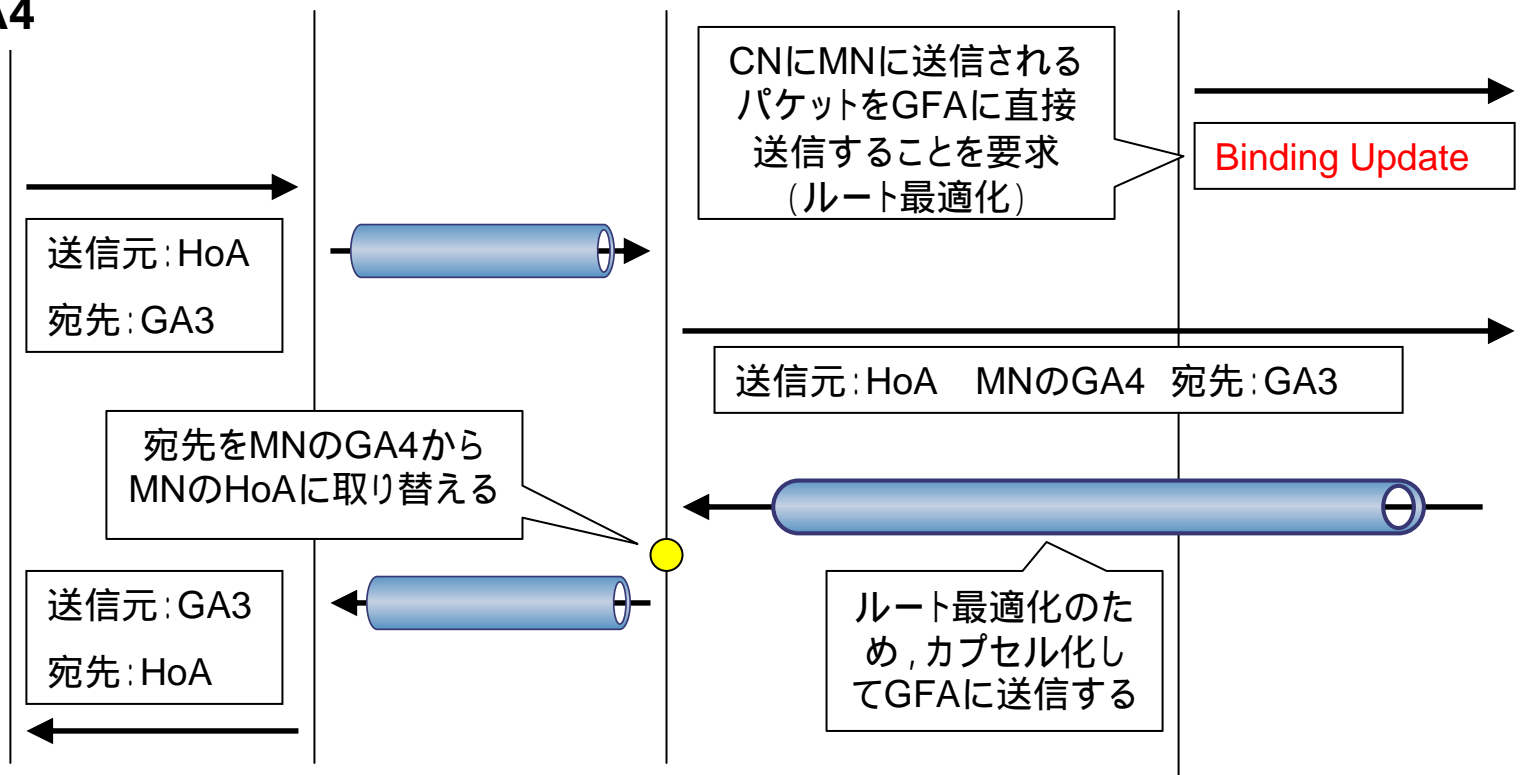 A4
CNにMNに送信される
パケットをGFAに直接
送信することを要求
(ルート最適化)
Binding Update
送信元:HoA
宛先:GA3
送信元:HoA MNのGA4 宛先:GA3
宛先をMNのGA4から
MNのHoAに取り替える
送信元:GA3
宛先:HoA
ルート最適化のた
め,カプセル化し
てGFAに送信する